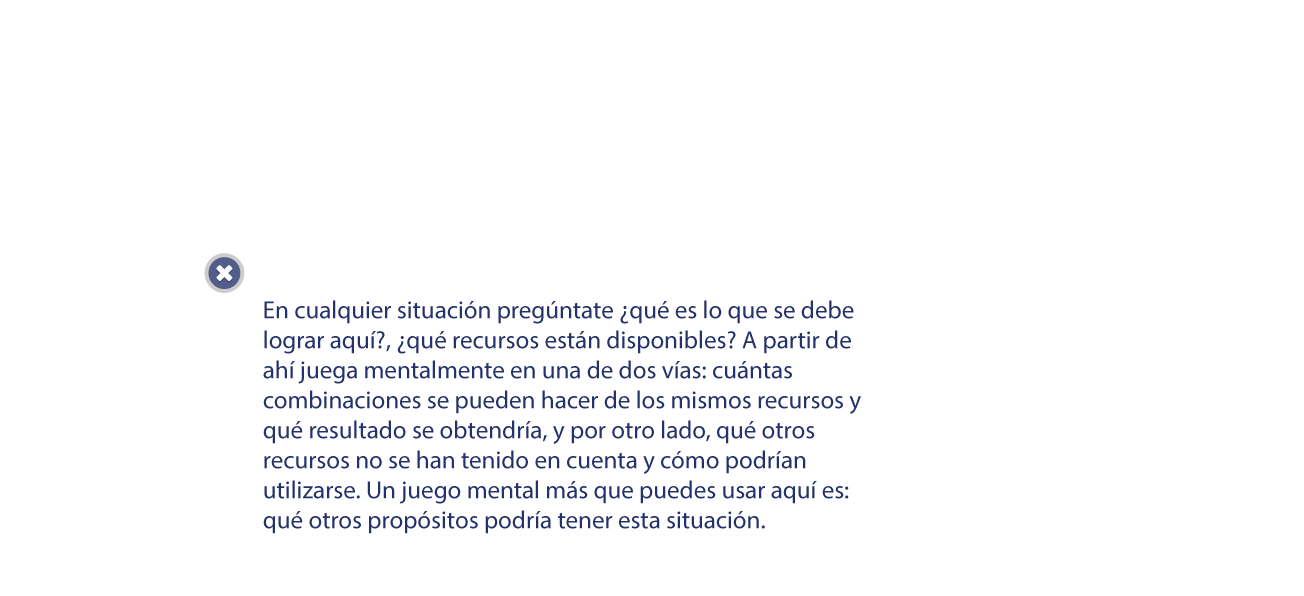 En cualquier situación pregúntate ¿qué es lo que se debe
lograr aquí?, ¿qué recursos están disponibles? A partir de
ahí juega mentalmente en una de dos vías: cuántas
combinaciones se pueden hacer de los mismos recursos y
qué resultado se obtendría, y por otro lado, qué otros
recursos no se han tenido en cuenta y cómo podrían
utilizarse. Un juego mental más que puedes usar aquí es:
qué otros propósitos podría tener esta situación.